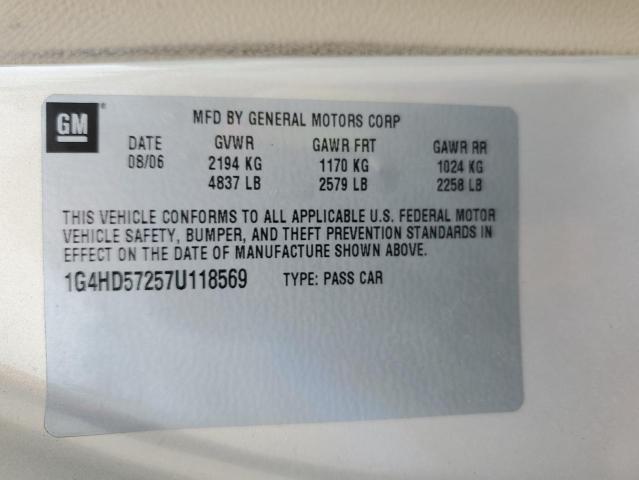 GM
MFD BY GENERAL MOTORS CORP
DATE GVWR GAWR FRT GAWR RR
08/06 2194 KG 1170 KG 1024 KG
4837 LB 2579 LB 2258 LB
THIS VEHICLE CONFORMS TO ALL APPLICABLE U.S. FEDERAL MOTOR
VEHICLE SAFETY, BUMPER, AND THEFT PREVENTION STANDARDS IN
EFFECT ON THE DATE OF MANUFACTURE SHOWN ABOVE.
1G4HD57257U118569 TYPE: PASS CAR